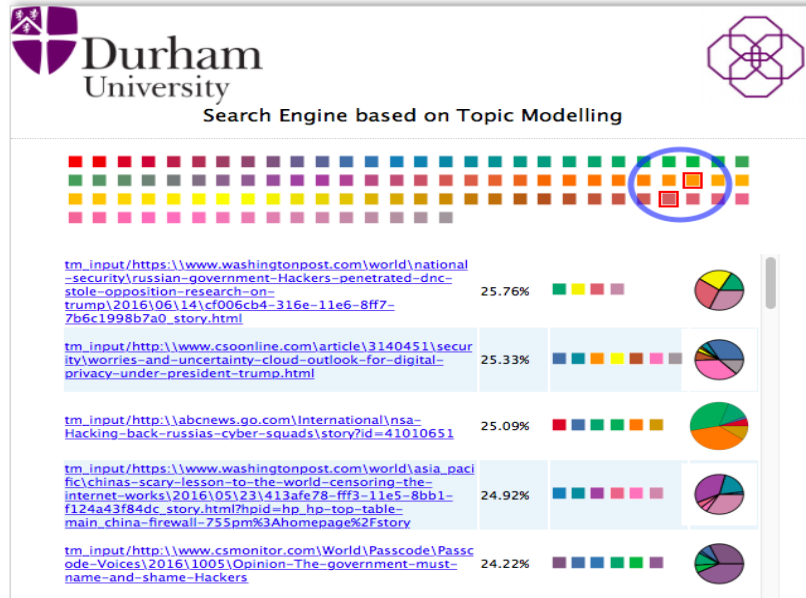 Durham
University
Search Engine based on Topic Modelling
tm_input/https:\\www.washingtonpost.com\world\national
-security\russian-government-Hackers-penetrated-dnc-
stole-opposition-research-on-
trump\2016\06\14\cf006cb4-316e-11e6-8ff7-
7b6c1998b7a0_story.html
25.76%
tm_input/http:\\www.csoonline.com\article\3140451\secur
ity\worries-and-uncertainty-cloud-outlook-for-digital-
privacy-under-president-trump.html
25.33%
tm_input/http:\\abcnews.go.com\International\nsa-
Hacking-back-russias-cyber-squads\story?id=41010651
25.09%
tm_input/https:\\www.washingtonpost.com\world\asia_paci
fic\chinas-scary-lesson-to-the-world-censoring-the-
internet-works\2016\05\23\413afe78-fff3-11e5-8bb1-
f124a43f84dc_story.html?hpid=hp_hp-top-table-
main_china-firewall-755pm%3Ahomepage%2Fstory
24.92%
tm_input/http:\\www.csmonitor.com\World\Passcode\Passc
ode-Voices\2016\1005\Opinion-The-government-must-
name-and-shame-Hackers
24.22%